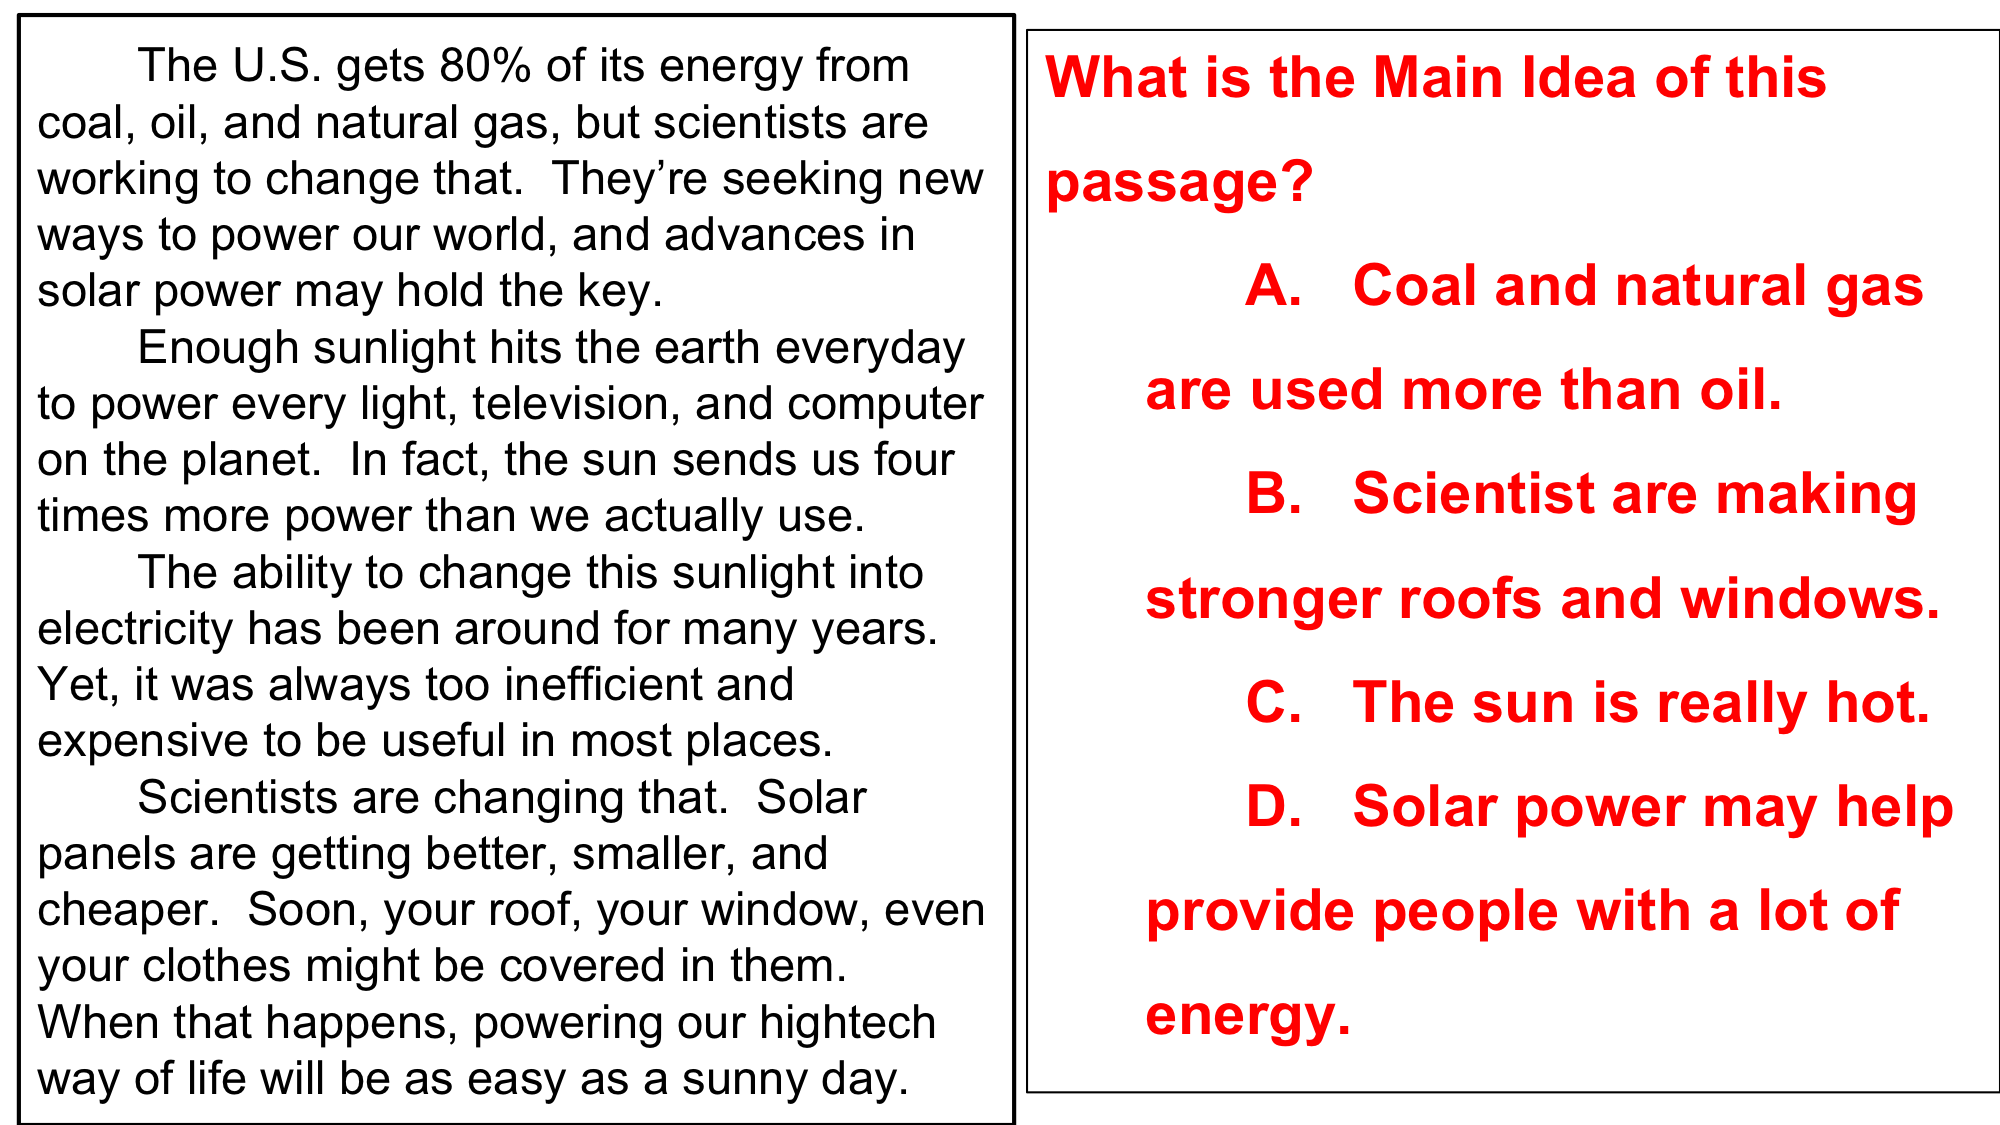 The U.S. gets 80% of its energy from
coal, oil, and natural gas, but scientists are
working to change that.  They’re seeking new
ways to power our world, and advances in
solar power may hold the key.
Enough sunlight hits the earth everyday
to power every light, television, and computer
on the planet.  In fact, the sun sends us four
times more power than we actually use.
The ability to change this sunlight into
electricity has been around for many years.
Yet, it was always too inefficient and
expensive to be useful in most places.
Scientists are changing that.  Solar
panels are getting better, smaller, and
cheaper.  Soon, your roof, your window, even
your clothes might be covered in them.
When that happens, powering our hightech
way of life will be as easy as a sunny day.
What is the Main Idea of this
passage?
A.   Coal and natural gas
are used more than oil.
B.   Scientist are making
stronger roofs and windows.
C.   The sun is really hot.
D.   Solar power may help
provide people with a lot of
energy.